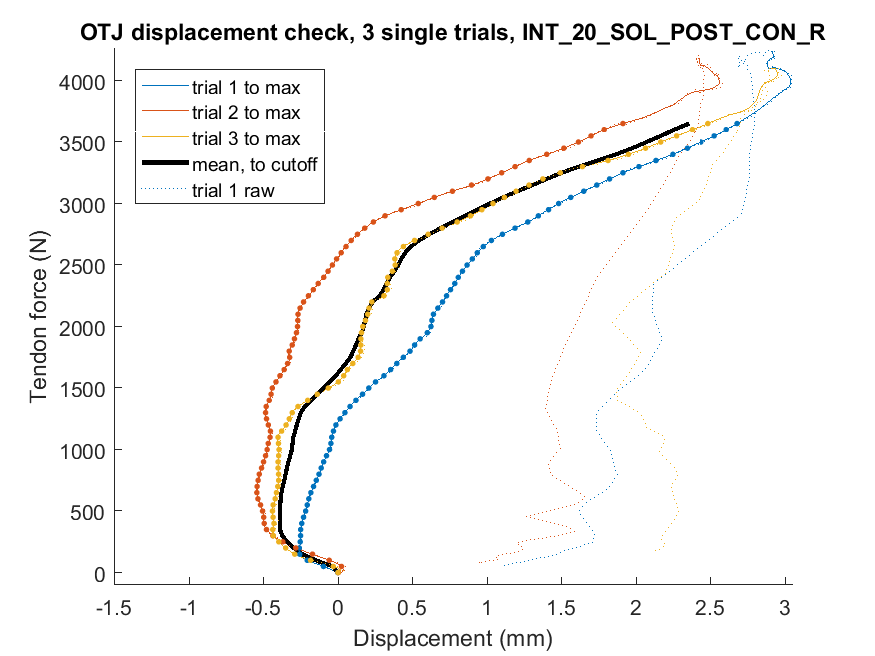 OTJ displacement check, 3 single trials, INT_20_SOL_POST_CON_R
trial 1 to max
trial 2 to max
trial 3 to max
mean, to cutoff
trial 1 raw
4000
3500
3000
2500
2000
1500
1000
500
0
Tendon force (N)
-1.5 -1 -0.5 0 0.5 1 1.5 2 2.5 3
Displacement (mm)